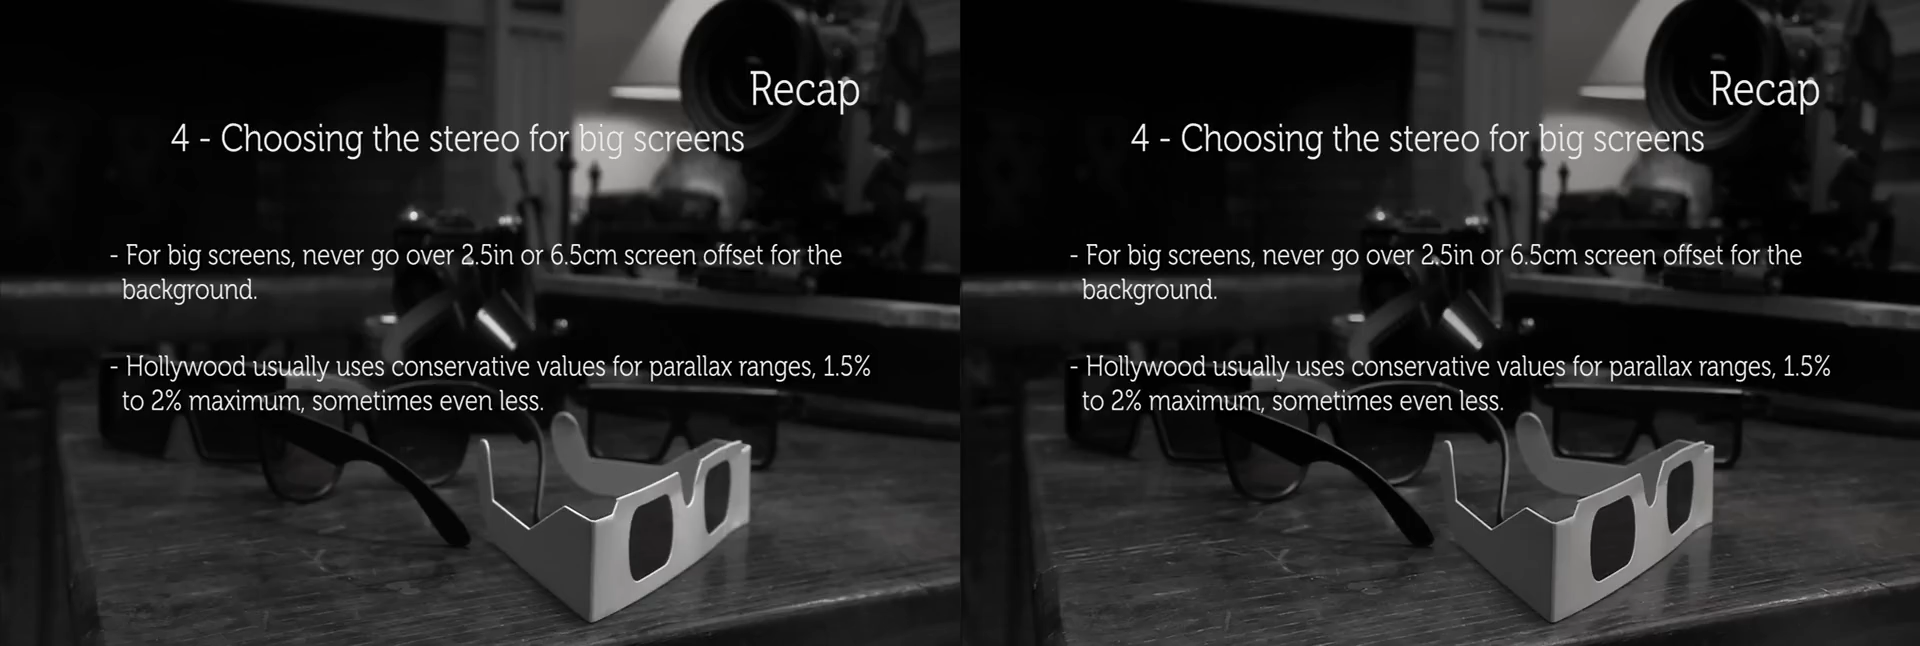 Recap
4 - Choosing the stereo for big screens
- For big screens, never go over 2.5in or 6.5cm screen offset for the
background.
- Hollywood usually uses conservative values for parallax ranges, 1.5%
to 2% maximum, sometimes even less.
Recap
4 - Choosing the stereo for big screens
- For big screens, never go over 2.5in or 6.5cm screen offset for the
background.
- Hollywood usually uses conservative values for parallax ranges, 1.5%
to 2% maximum, sometimes even less.